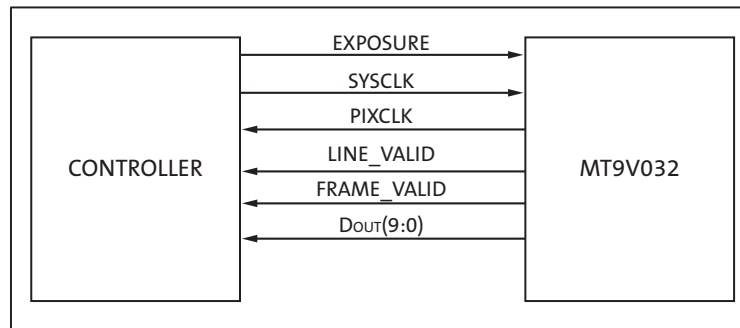 EXPOSURE
SYSCLK
PIXCLK
CONTROLLER
LINE_VALID
MT9V032
FRAME_VALID
DOUT(9:0)